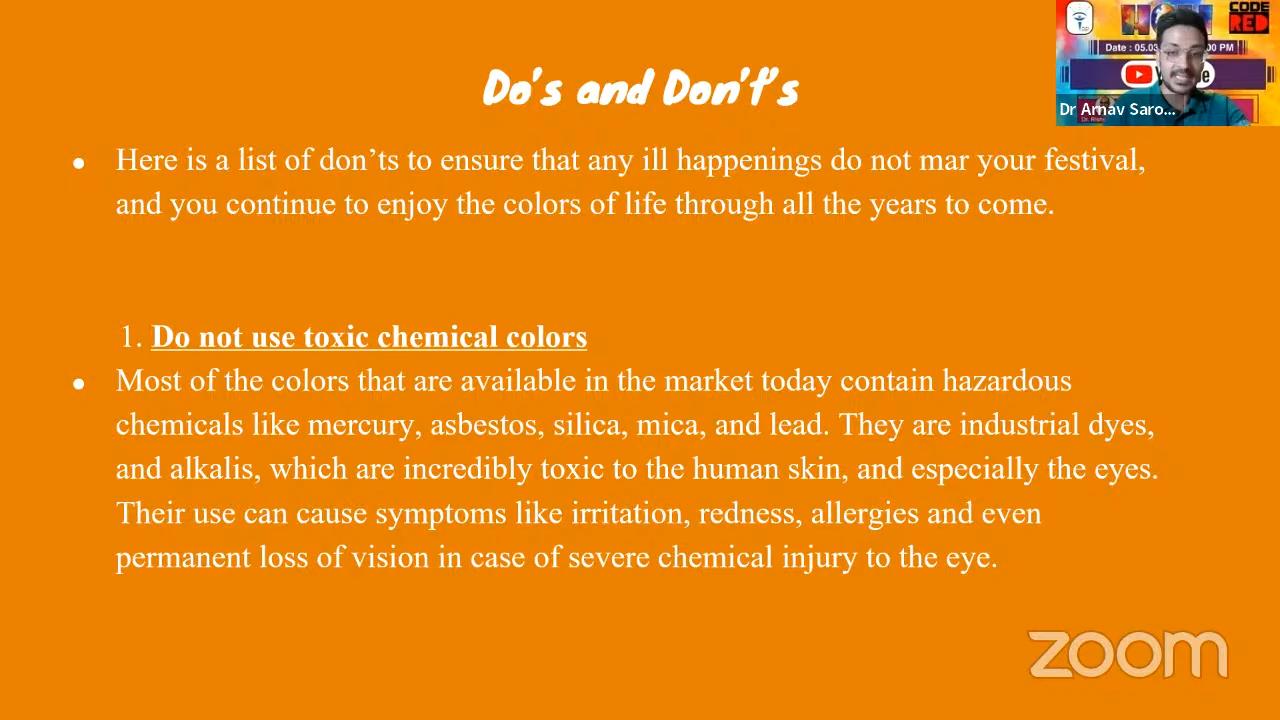 Do's and Don't's
CODE
RED
Date : 05.03
00 PM
Dr Arnav Saro...
● Here is a list of don’ts to ensure that any ill happenings do not mar your festival,
and you continue to enjoy the colors of life through all the years to come.
1. Do not use toxic chemical colors
● Most of the colors that are available in the market today contain hazardous
chemicals like mercury, asbestos, silica, mica, and lead. They are industrial dyes,
and alkalis, which are incredibly toxic to the human skin, and especially the eyes.
Their use can cause symptoms like irritation, redness, allergies and even
permanent loss of vision in case of severe chemical injury to the eye.
zoom